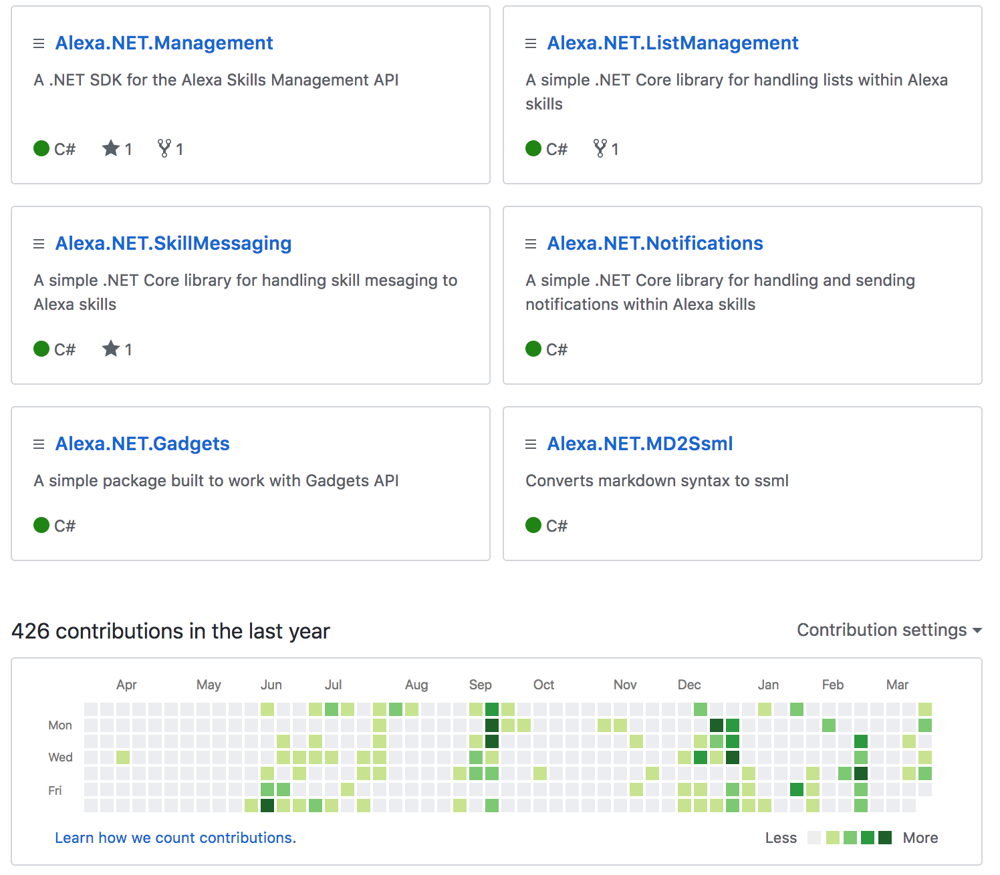 Alexa.NET.Management
A .NET SDK for the Alexa Skills Management API
C# 1 1
Alexa.NET.ListManagement
A simple .NET Core library for handling lists within Alexa
skills
C# 1
Alexa.NET.SkillMessaging
A simple .NET Core library for handling skill mesaging to
Alexa skills
C# 1
Alexa.NET.Notifications
A simple .NET Core library for handling and sending
notifications within Alexa skills
C#
Alexa.NET.Gadgets
A simple package built to work with Gadgets API
C#
Alexa.NET.MD2Ssml
Converts markdown syntax to ssml
C#
426 contributions in the last year
Contribution settings
Apr May Jun Jul Aug Sep Oct Nov Dec Jan Feb Mar
Mon
Wed
Fri
Learn how we count contributions.
Less More